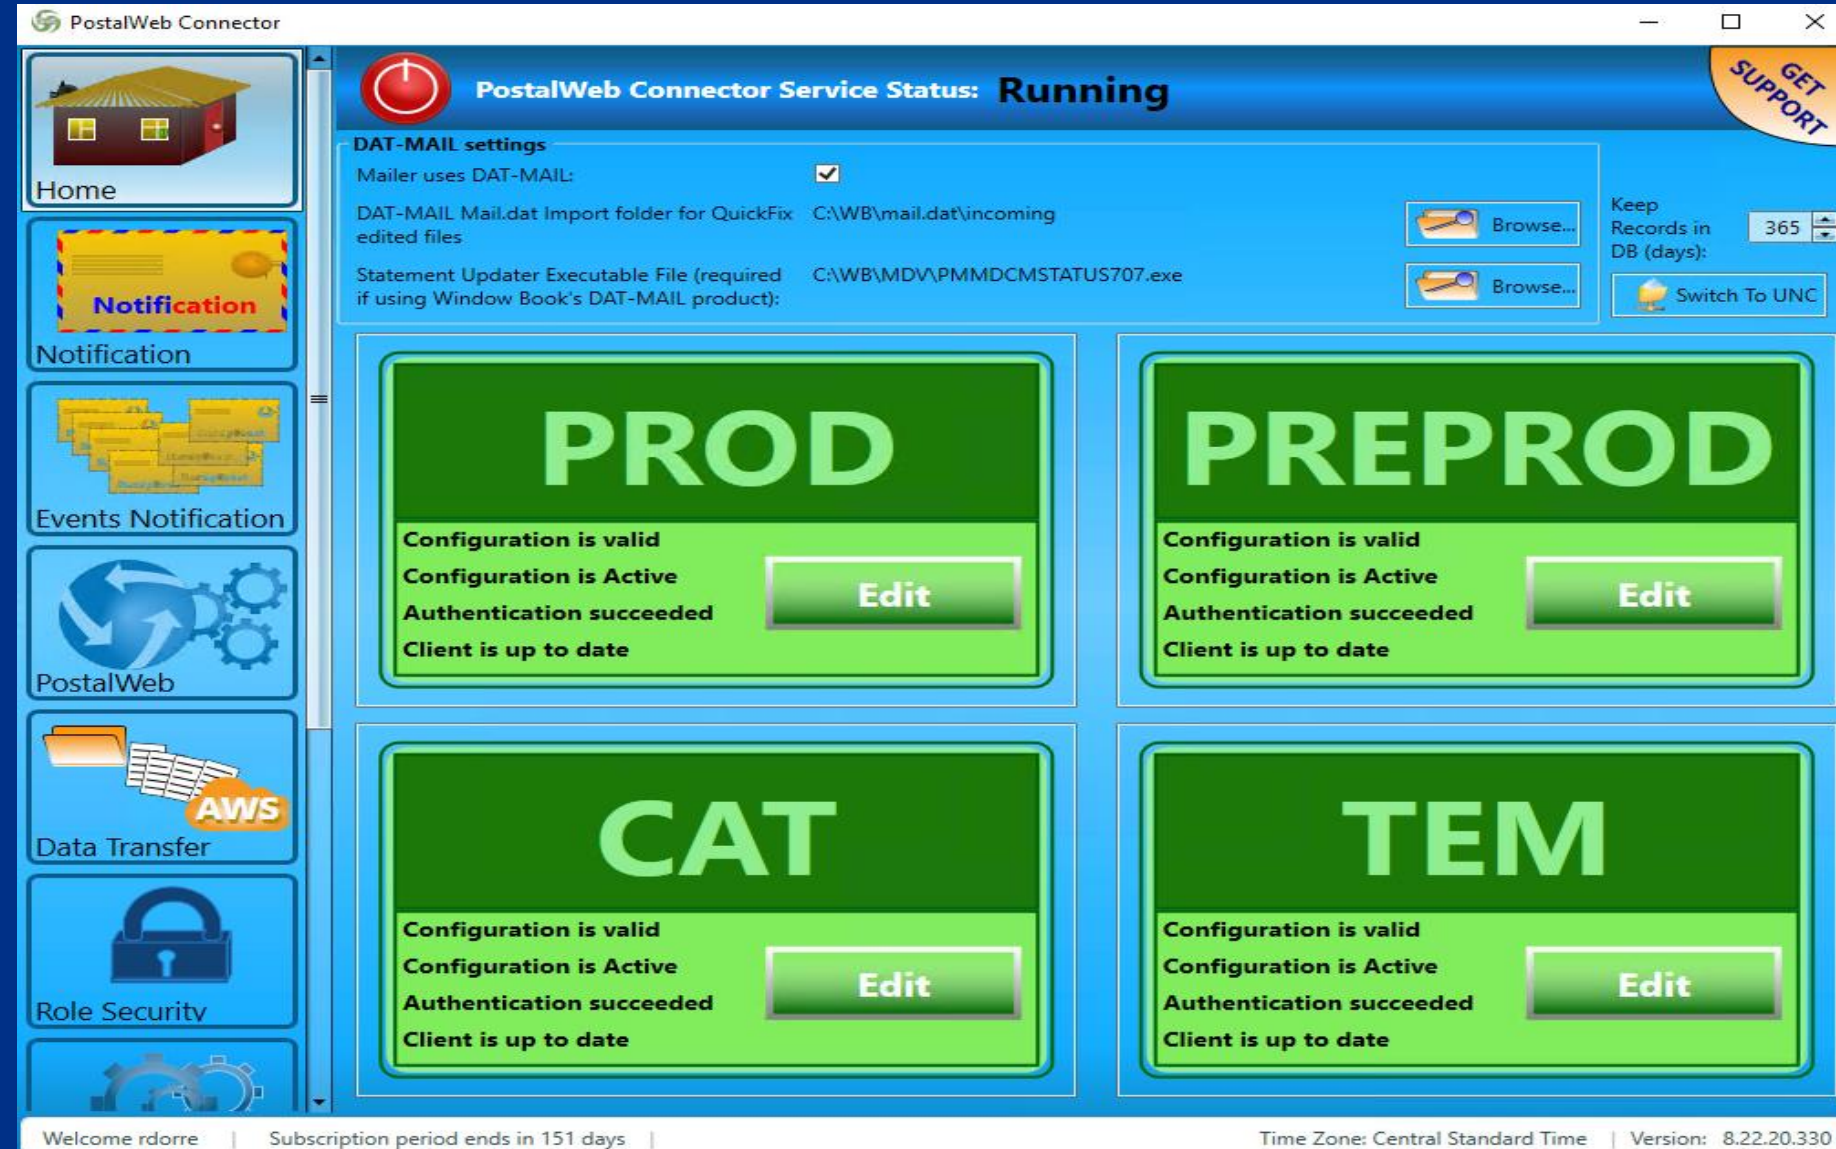 PostalWeb Connector
Home
Notification
Notification
Events Notification
PostalWeb
AWS
Data Transfer
Role Security
PostalWeb Connector Service Status: Running
GET
SUPPORT
DAT-MAIL settings
Mailer uses DAT-MAIL:
DAT-MAIL Mail.dat Import folder for QuickFix C:\WB\mail.dat\incoming
edited files
Browse...
Statement Updater Executable File (required C:\WB\MDV\PMMDCMSTATUS707.exe
if using Window Book's DAT-MAIL product):
Browse...
Keep
Records in 365
DB (days):
Switch To UNC
PROD
Configuration is valid
Configuration is Active
Authentication succeeded
Client is up to date
Edit
PREPROD
Configuration is valid
Configuration is Active
Authentication succeeded
Client is up to date
Edit
CAT
Configuration is valid
Configuration is Active
Authentication succeeded
Client is up to date
Edit
TEM
Configuration is valid
Configuration is Active
Authentication succeeded
Client is up to date
Edit
Welcome rdorre | Subscription period ends in 151 days | Time Zone: Central Standard Time | Version: 8.22.20.330